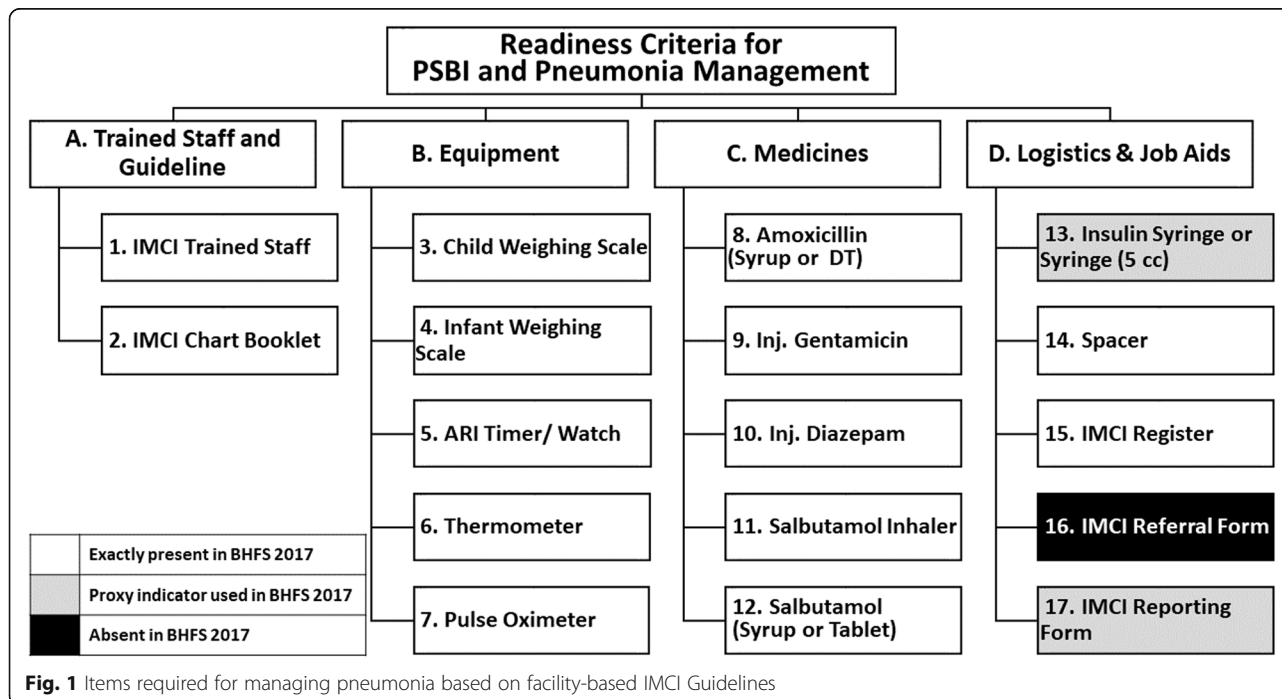 Readiness Criteria for
PSBI and Pneumonia Management
A. Trained Staff and
Guideline
1. IMCI Trained Staff
2. IMCI Chart Booklet
B. Equipment
3. Child Weighing Scale
4. Infant Weighing
Scale
5. ARI Timer/ Watch
6. Thermometer
7. Pulse Oximeter
C. Medicines
8. Amoxicillin
(Syrup or DT)
9. Inj. Gentamicin
10. Inj. Diazepam
11. Salbutamol Inhaler
12. Salbutamol
(Syrup or Tablet)
D. Logistics & Job Aids
13. Insulin Syringe or
Syringe (5 cc)
14. Spacer
15. IMCI Register
16. IMCI Referral Form
17. IMCI Reporting
Form
Exactly present in BHFS 2017
Proxy indicator used in BHFS 2017
Absent in BHFS 2017
Fig. 1 Items required for managing pneumonia based on facility-based IMCI Guidelines